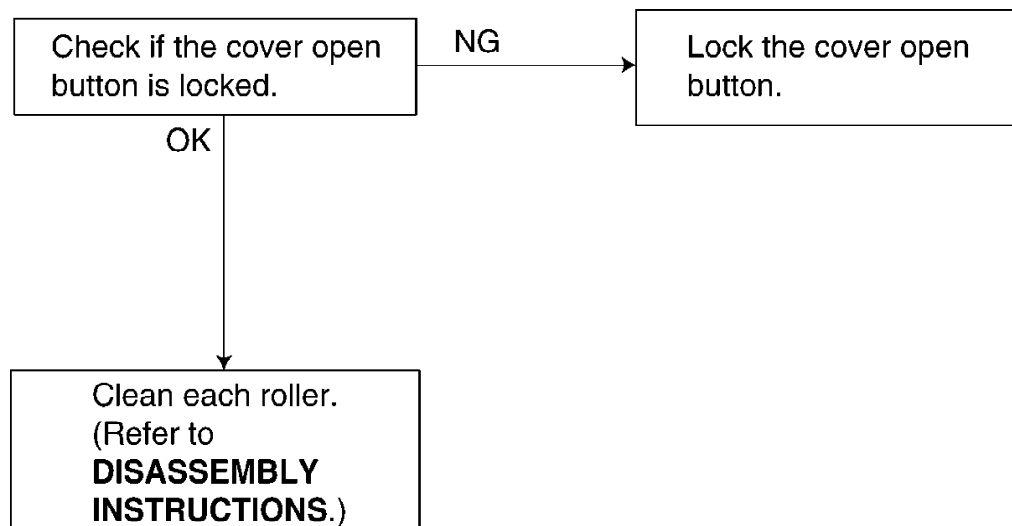 Check if the cover open
button is locked.
NG
Lock the cover open
button.
OK
Clean each roller.
(Refer to
DISASSEMBLY
INSTRUCTIONS.)